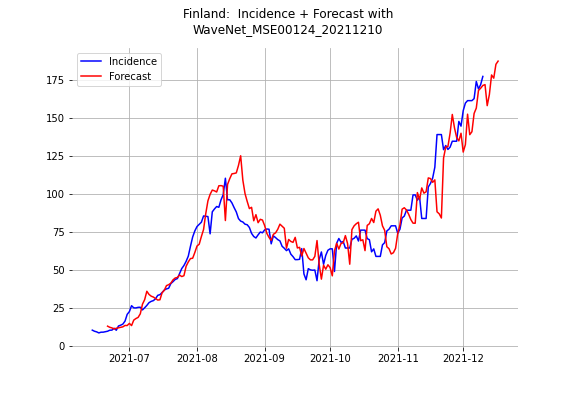 Finland:  Incidence + Forecast with
WaveNet_MSE00124_20211210
Incidence
Forecast
175
150
125
100
75
50
25
0
2021-07 2021-08 2021-09 2021-10 2021-11 2021-12